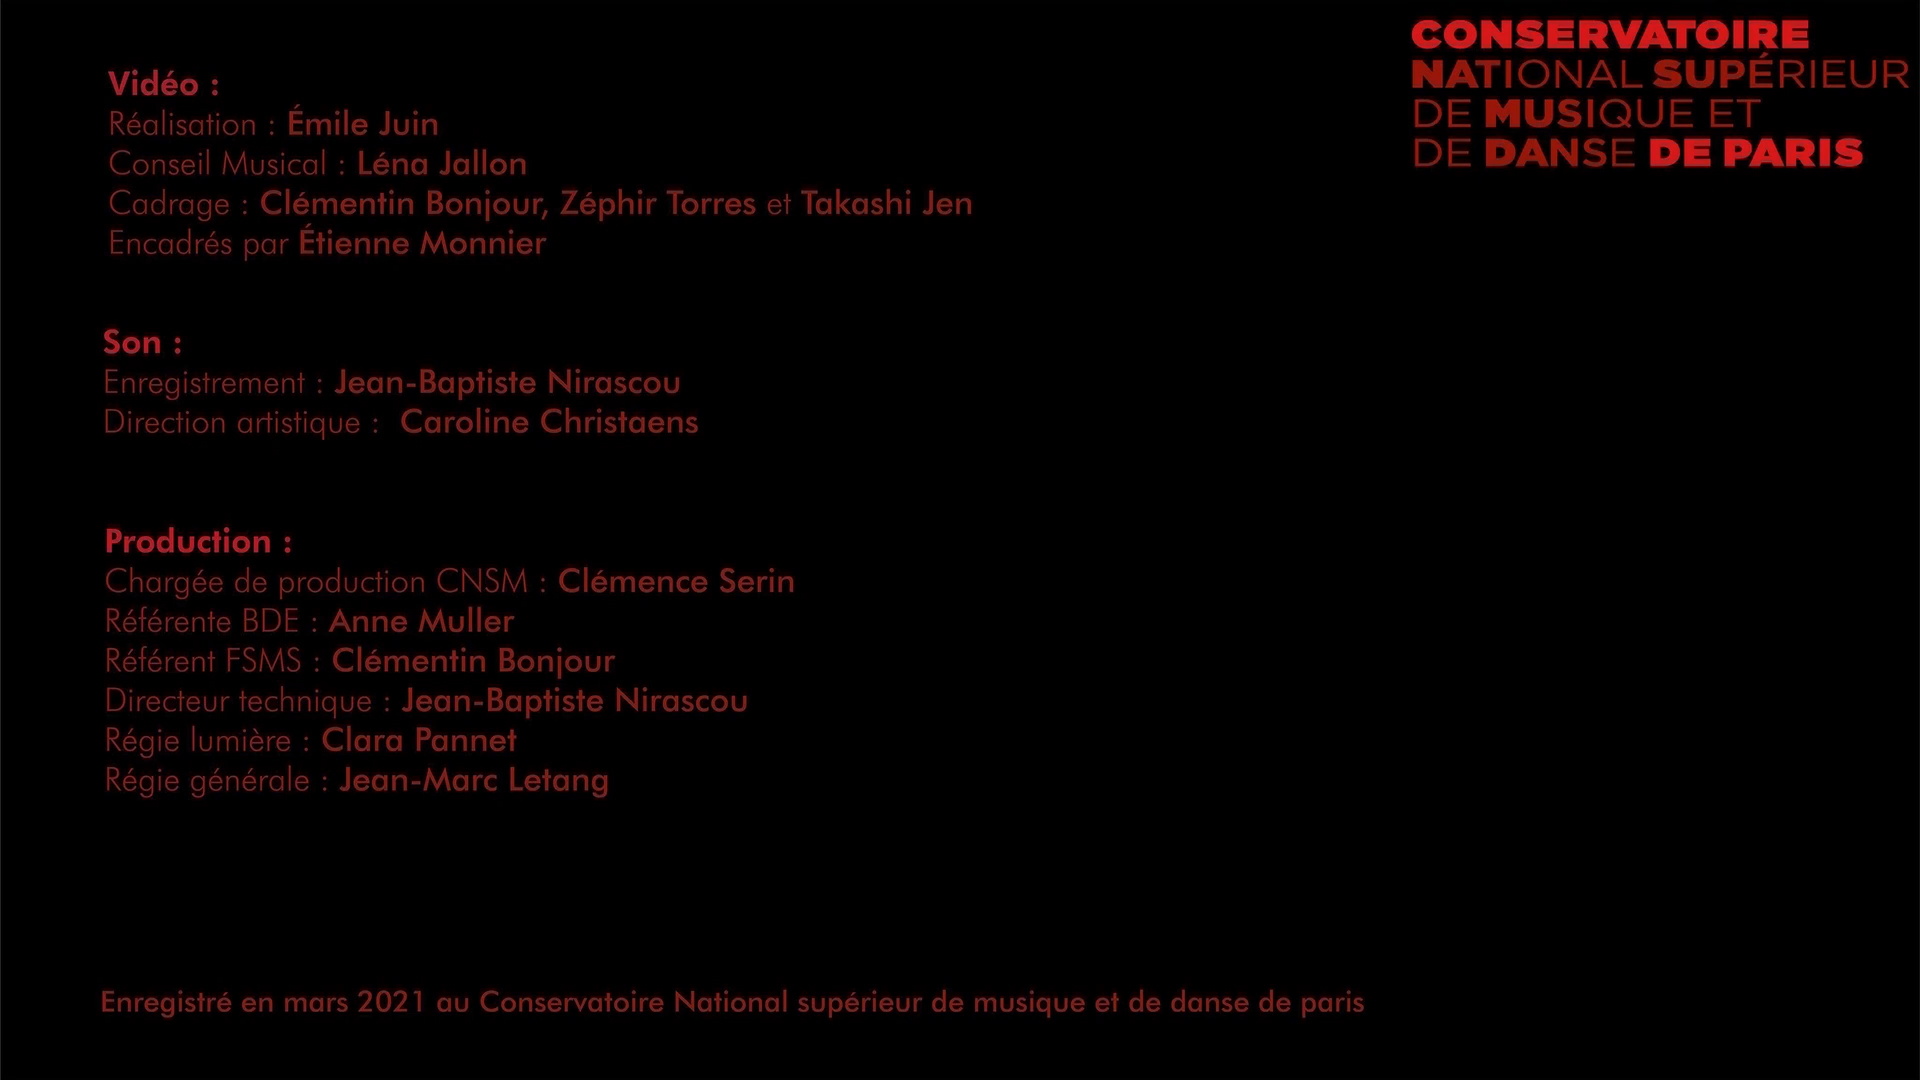 CONSERVATOIRE
NATIONAL SUPÉRIEUR
DE MUSIQUE ET
DE DANSE DE PARIS
Vidéo :
Réalisation : Émile Juin
Conseil Musical : Léna Jallon
Cadrage : Clémentin Bonjour, Zéphir Torres et Takashi Jen
Encadrés par Étienne Monnier
Son :
Enregistrement : Jean-Baptiste Nirascou
Direction artistique :  Caroline Christaens
Production :
Chargée de production CNSM : Clémence Serin
Référente BDE : Anne Muller
Référent FSMS : Clémentin Bonjour
Directeur technique : Jean-Baptiste Nirascou
Régie lumière : Clara Pannet
Régie générale : Jean-Marc Letang
Enregistré en mars 2021 au Conservatoire National supérieur de musique et de danse de paris